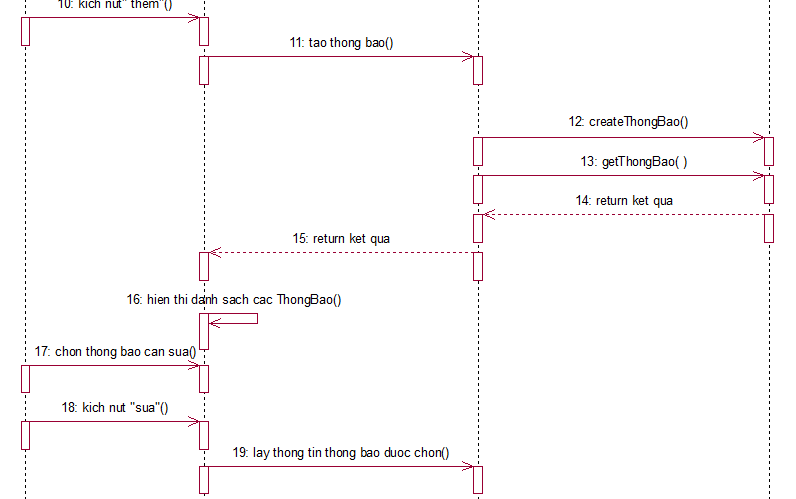 10: kich nut" them"()
11: tao thong bao()
12: createThongBao()
13: getThongBao( )
14: return ket qua
15: return ket qua
16: hien thi danh sach cac ThongBao()
17: chon thong bao can sua()
18: kich nut "sua"()
19: lay thong tin thong bao duoc chon()